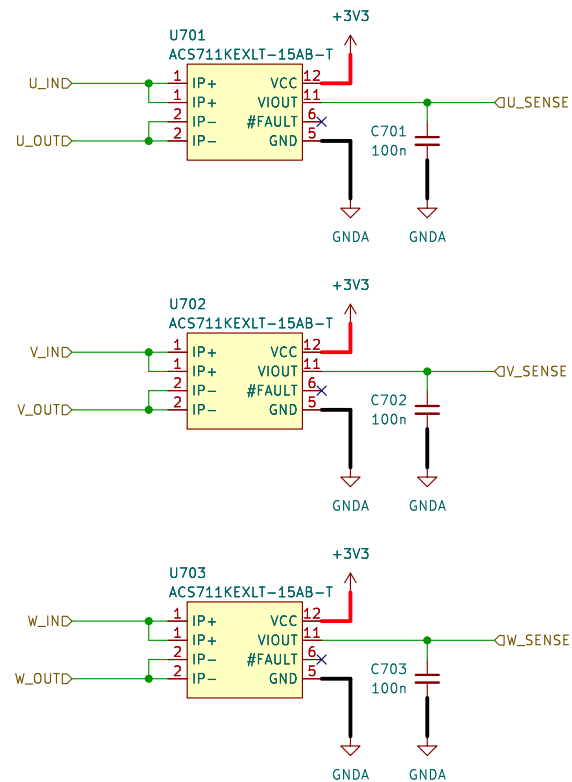 +3V3
U701
ACS711KEXLT-15AB-T
U_IN 1 IP+ VCC 12
1 IP+ VIOUT 11 U_SENSE
2 IP- #FAULT 6
U_OUT 2 IP- GND 5
C701
100n
GNDA GNDA
+3V3
U702
ACS711KEXLT-15AB-T
V_IN 1 IP+ VCC 12
1 IP+ VIOUT 11 V_SENSE
2 IP- #FAULT 6
V_OUT 2 IP- GND 5
C702
100n
GNDA GNDA
+3V3
U703
ACS711KEXLT-15AB-T
W_IN 1 IP+ VCC 12
1 IP+ VIOUT 11 W_SENSE
2 IP- #FAULT 6
W_OUT 2 IP- GND 5
C703
100n
GNDA GNDA